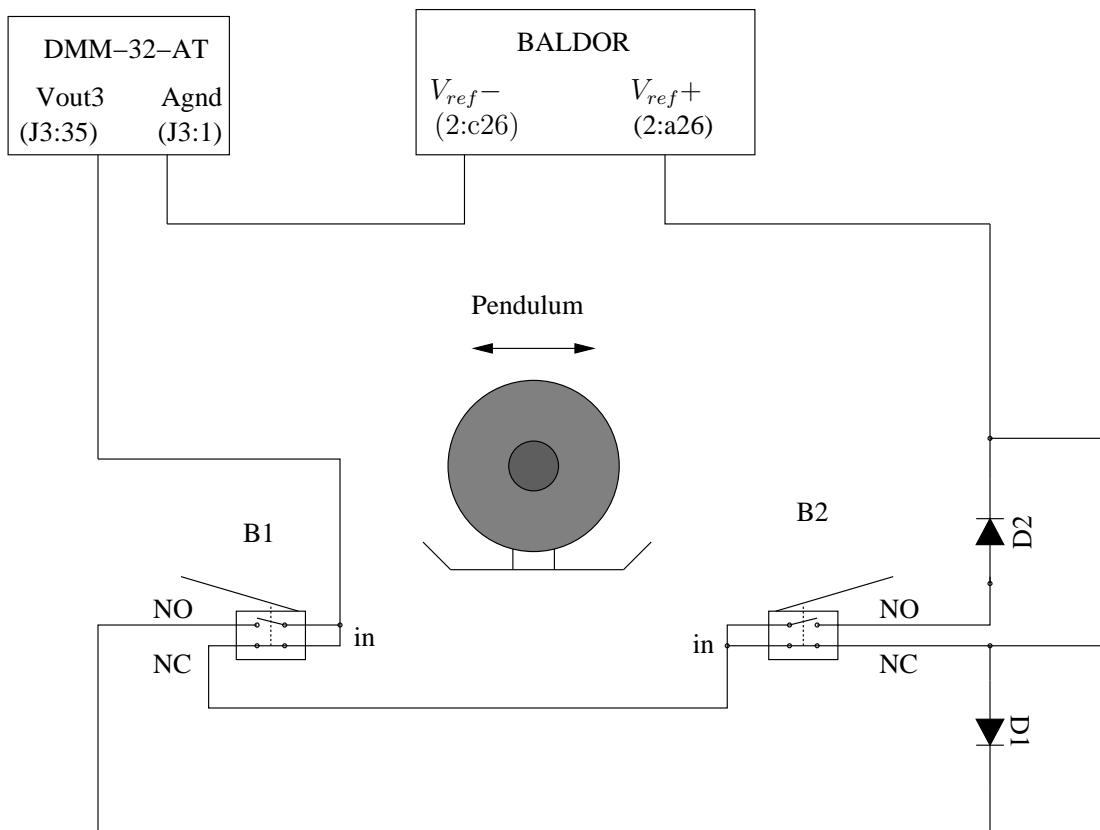 DMM−32−AT
Vout3 Agnd
(J3:35) (J3:1)
BALDOR
V_ref− V_ref+
(2:c26) (2:a26)
Pendulum
B1
B2
D2
NO
NC
in
in
NO
NC
D1